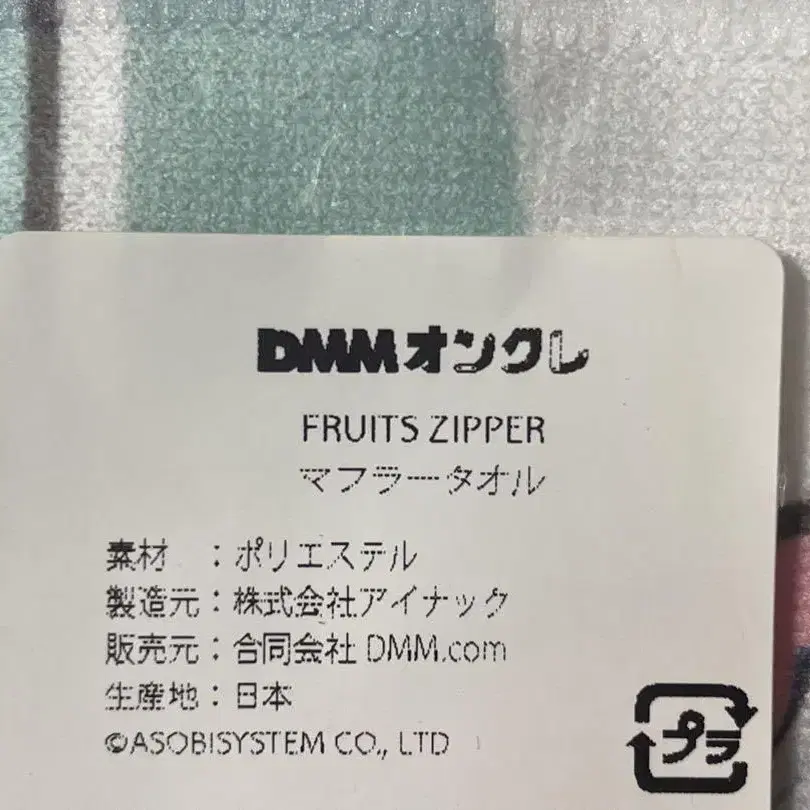 DMMオンクレ
FRUITS ZIPPER
マフラータオル
素材　：ポリエステル
製造元：株式会社アイナック
販売元：合同会社 DMM.com
生産地：日本
©ASOBISYSTEM CO., LTD
プラ